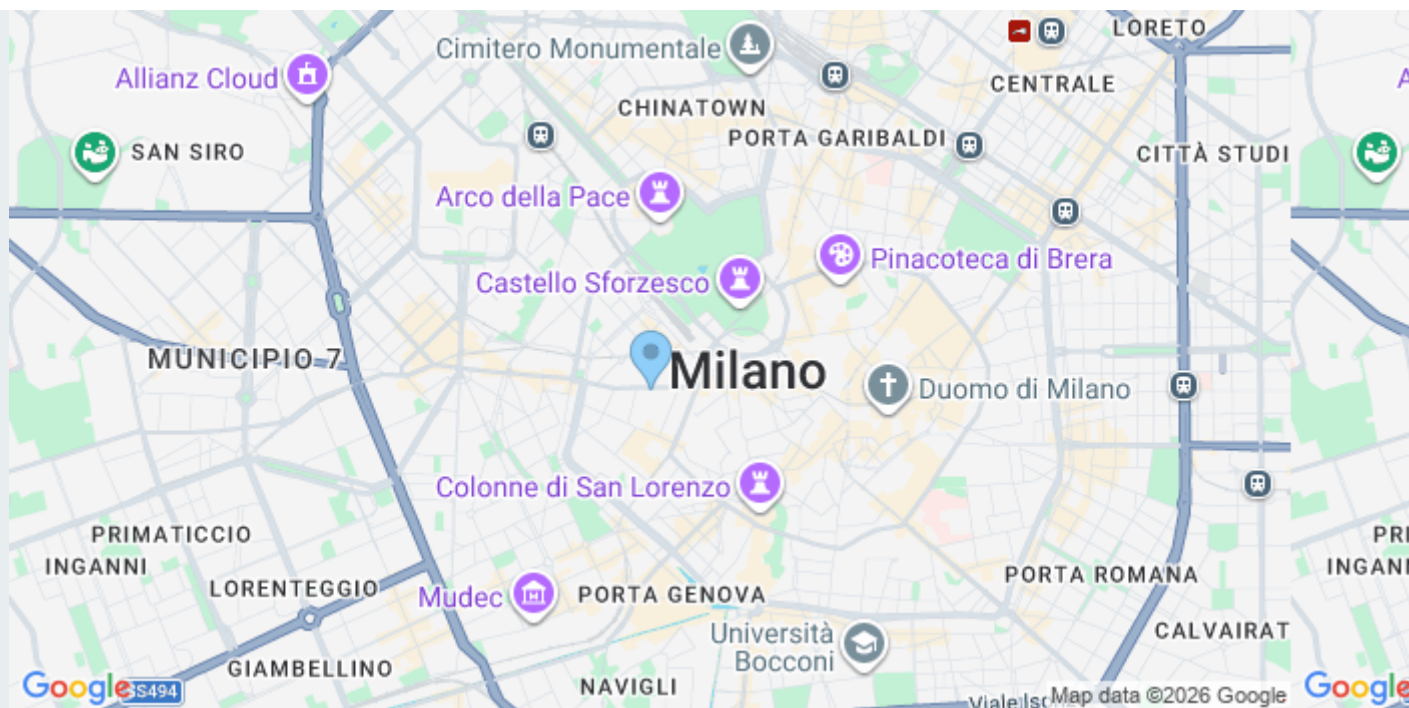 LORETO
Cimitero Monumentale
Allianz Cloud
CENTRALE
CHINATOWN
PORTA GARIBALDI
SAN SIRO
CITTÀ STUDI
Arco della Pace
Pinacoteca di Brera
Castello Sforzesco
MUNICIPIO 7
Milano
Duomo di Milano
Colonne di San Lorenzo
PRIMATICCIO
INGANNI
LORENTEGGIO
Mudec
PORTA GENOVA
PORTA ROMANA
Università
Bocconi
CALVAIRAT
GIAMBELLINO
NAVIGLI
Google
SS494
Map data ©2026 Google
Google